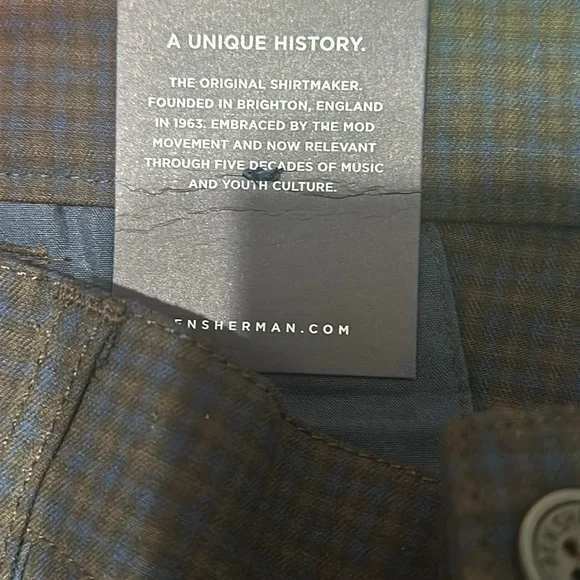 A UNIQUE HISTORY.
THE ORIGINAL SHIRTMAKER.
FOUNDED IN BRIGHTON, ENGLAND
IN 1963. EMBRACED BY THE MOD
MOVEMENT AND NOW RELEVANT
THROUGH FIVE DECADES OF MUSIC
AND YOUTH CULTURE.
ENSHERMAN.COM